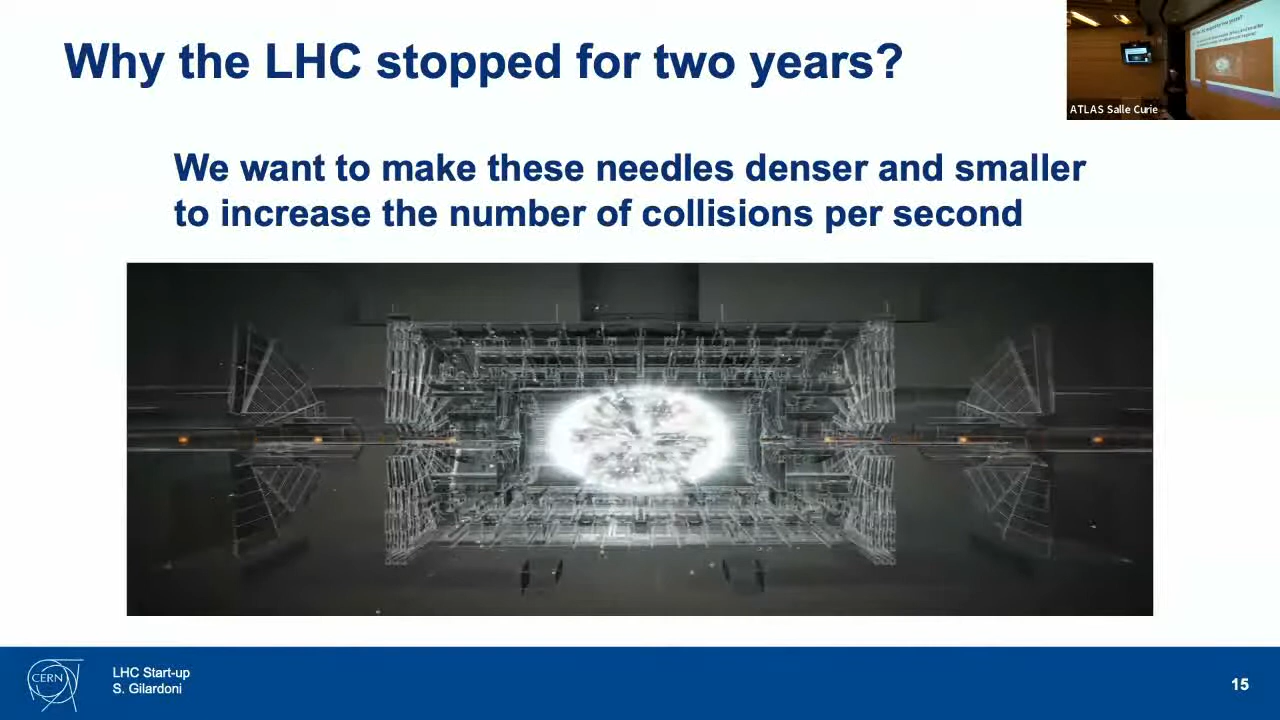 Why the LHC stopped for two years?
ATLAS Salle Curie
We want to make these needles denser and smaller
to increase the number of collisions per second
CERN
LHC Start-up
S. Gilardoni
15